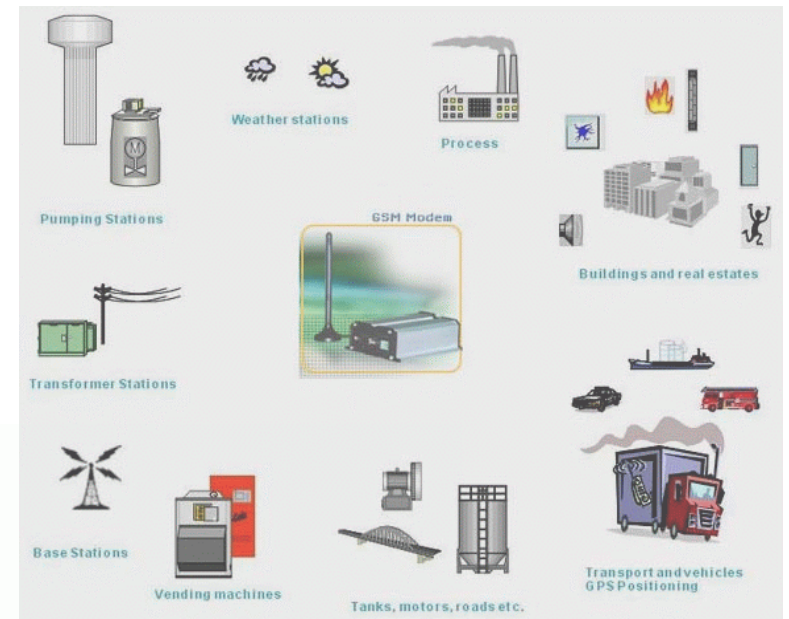 Weather stations
Process
Pumping Stations
GSM Modem
Buildings and real estates
Transformer Stations
Base Stations
Vending machines
Tanks, motors, roads etc.
Transport and vehicles
GPS Positioning
M